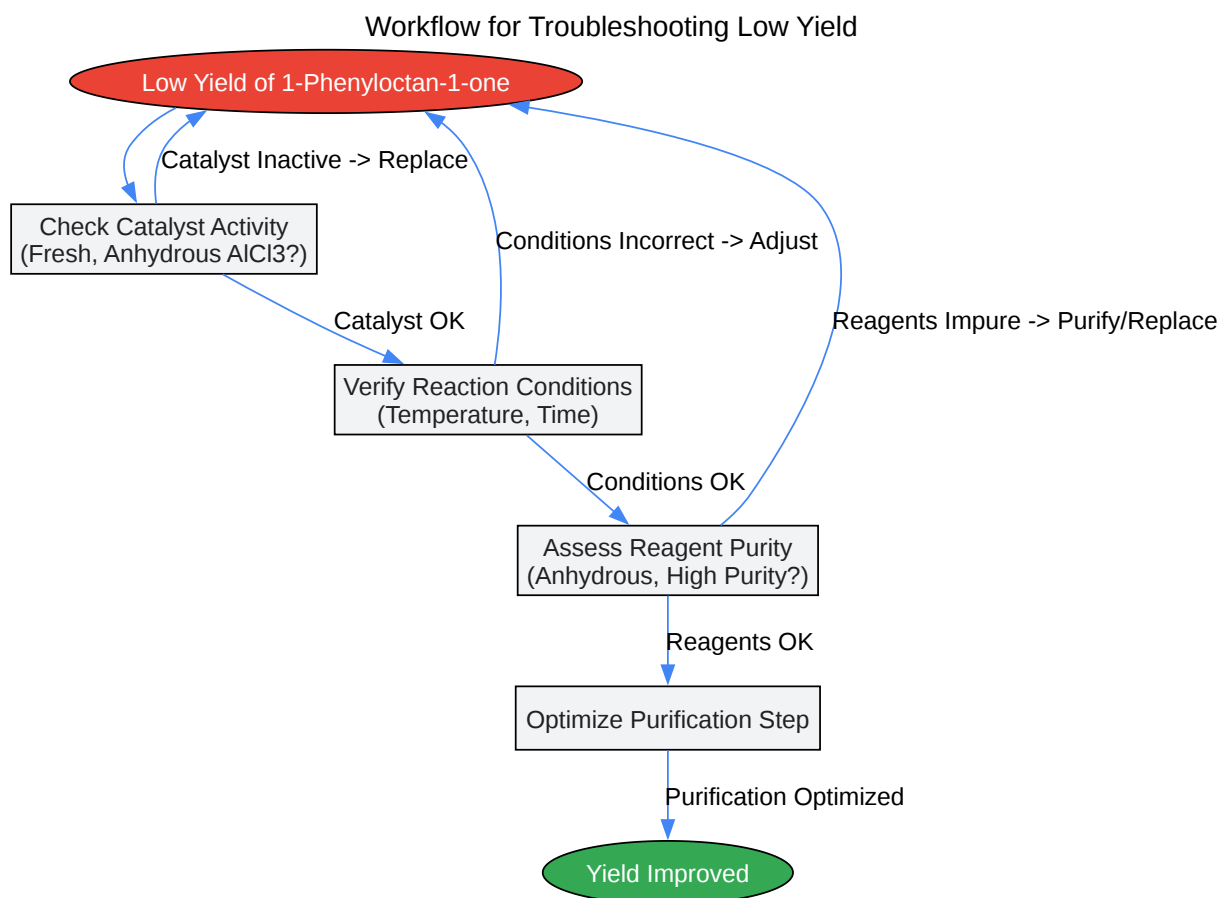 Workflow for Troubleshooting Low Yield
Low Yield of 1-Phenyloctan-1-one
Catalyst Inactive -> Replace
Check Catalyst Activity
(Fresh, Anhydrous AlCl3?)
Conditions Incorrect -> Adjust
Catalyst OK
Reagents Impure -> Purify/Replace
Verify Reaction Conditions
(Temperature, Time)
Conditions OK
Assess Reagent Purity
(Anhydrous, High Purity?)
Reagents OK
Optimize Purification Step
Purification Optimized
Yield Improved